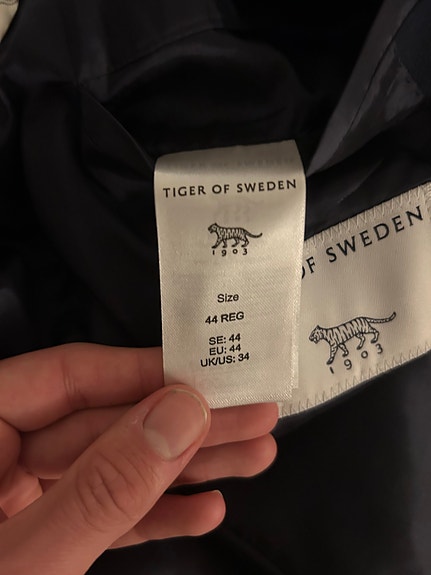 TIGER OF SWEDEN
1903
Size
44 REG
SE: 44
EU: 44
UK/US: 34
OF SWEDEN
1903